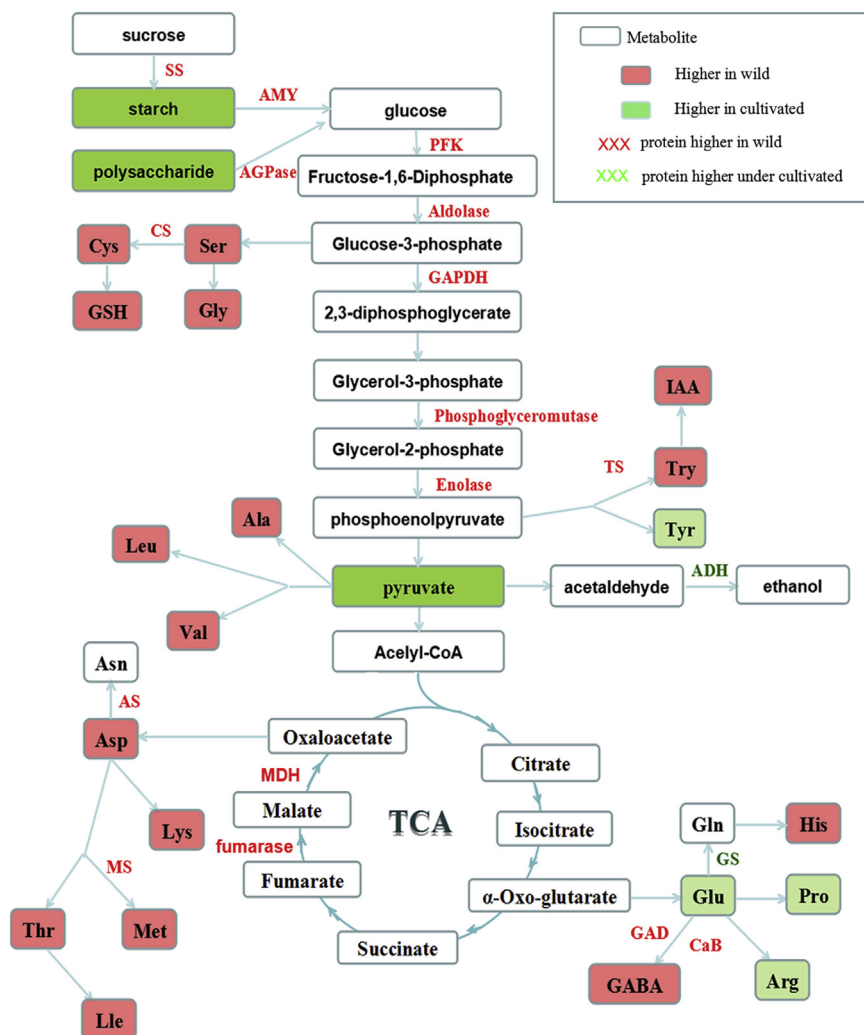 sucrose
Metabolite
SS
Higher in wild
starch
AMY
glucose
Higher in cultivated
PFK
XXX protein higher in wild
polysaccharide
AGPase
Fructose-1,6-Diphosphate
XXX protein higher under cultivated
Aldolase
Cys
CS
Ser
Glucose-3-phosphate
GAPDH
GSH
Gly
2,3-diphosphoglycerate
Glycerol-3-phosphate
IAA
Phosphoglyceromutase
Glycerol-2-phosphate
TS
Try
Enolase
Ala
phosphoenolpyruvate
Tyr
Leu
ADH
pyruvate
acetaldehyde
ethanol
Val
Acelyl-CoA
Asn
AS
Asp
Oxaloacetate
Citrate
MDH
Malate
TCA
Isocitrate
Gln
His
Lys
fumarase
GS
MS
Fumarate
α-Oxo-glutarate
Glu
Pro
Thr
Met
Succinate
GAD
CaB
GABA
Arg
Lle